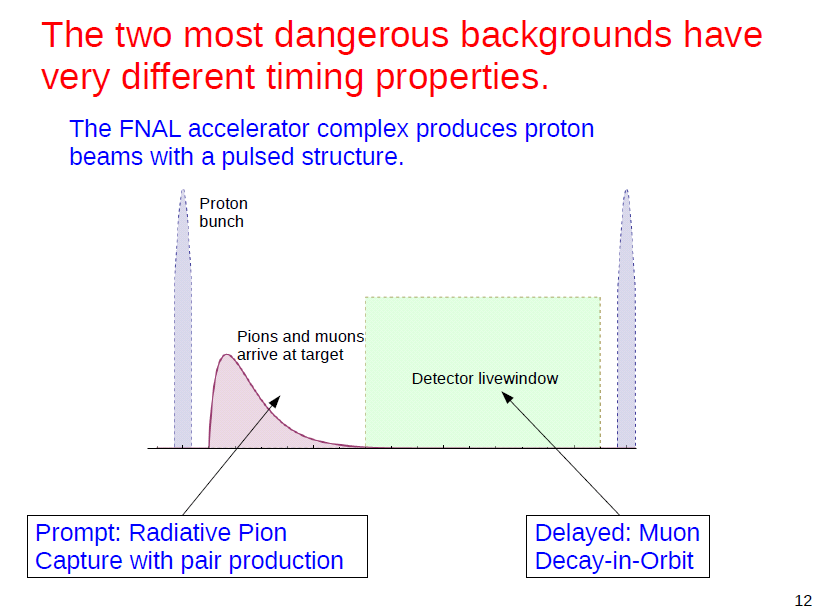 The two most dangerous backgrounds have
very different timing properties.
The FNAL accelerator complex produces proton
beams with a pulsed structure.
Proton
bunch
Pions and muons
arrive at target
Detector livewindow
Prompt: Radiative Pion
Capture with pair production
Delayed: Muon
Decay-in-Orbit
12